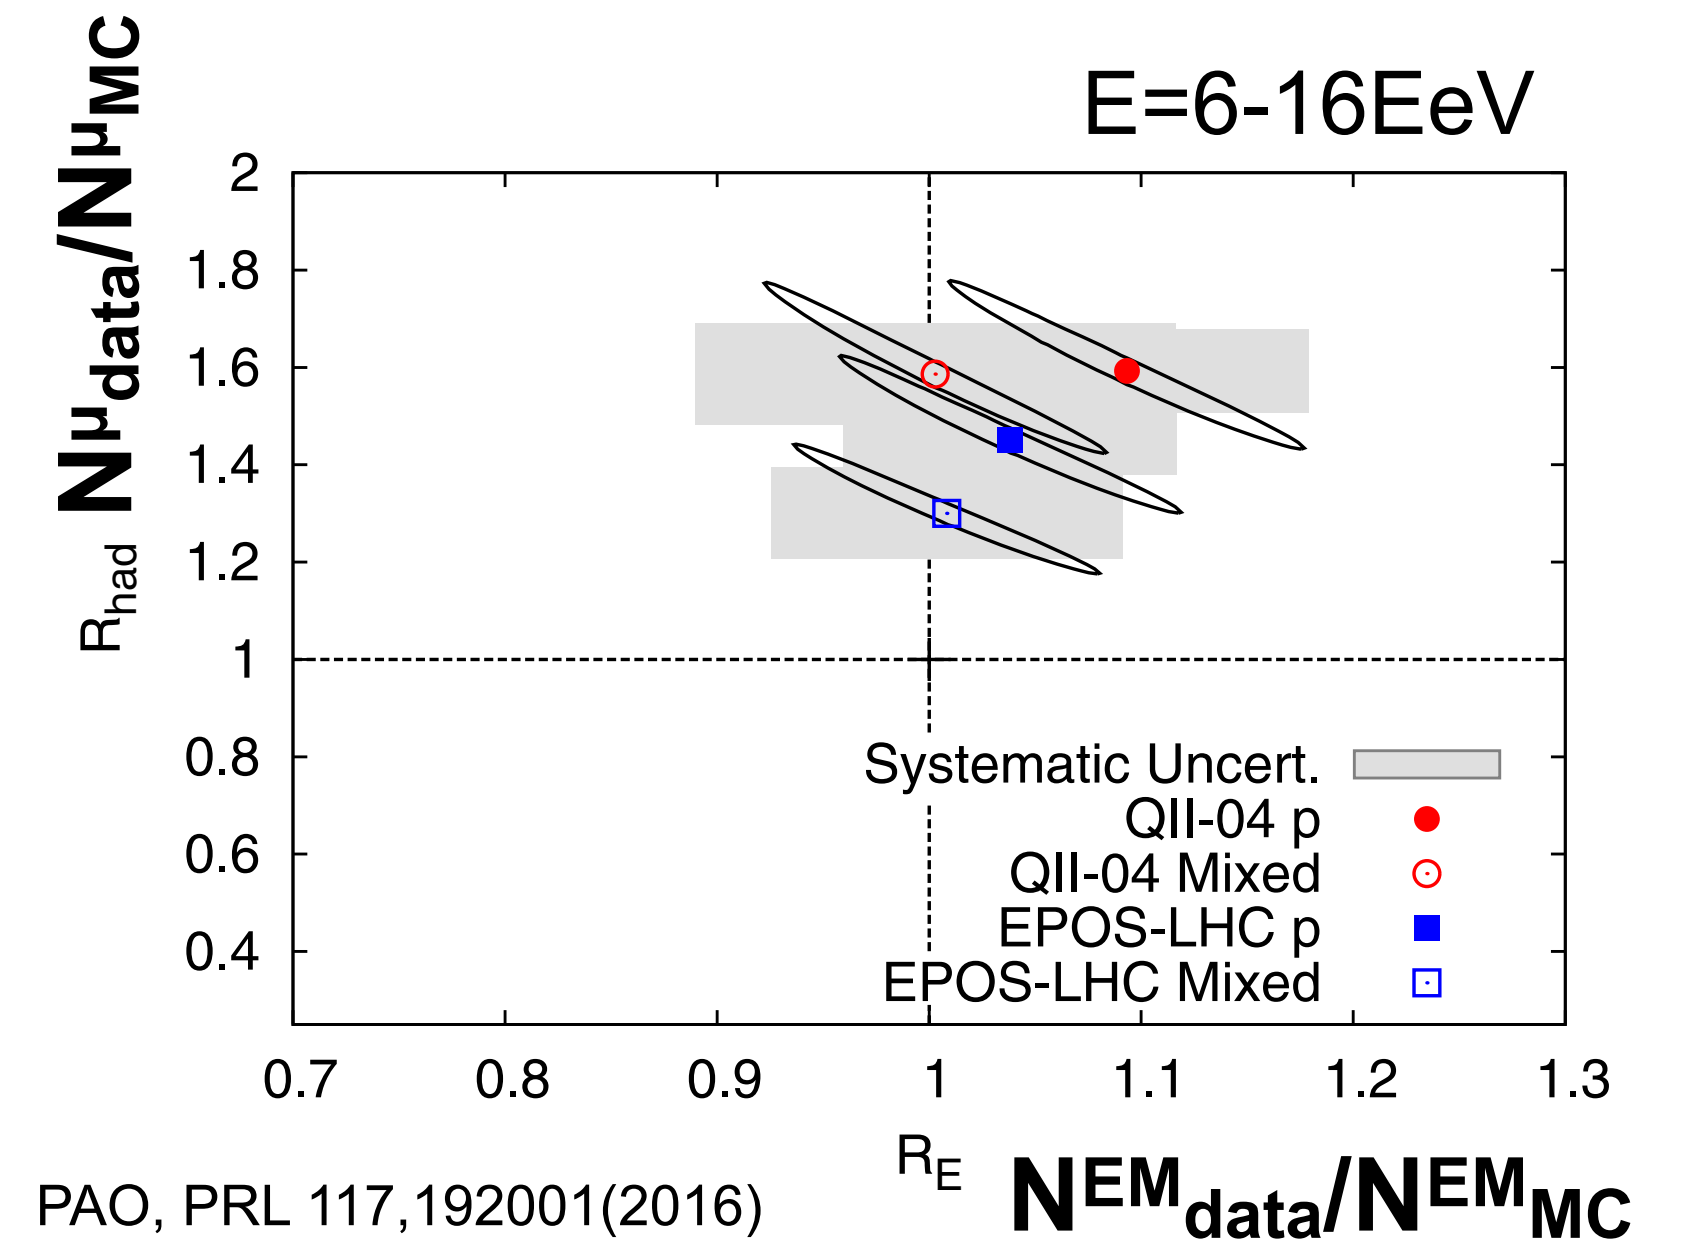 E=6-16EeV
R_had N^μ_data/N^μ_MC
2
1.8
1.6
1.4
1.2
1
0.8
0.6
0.4
Systematic Uncert.
QII-04 p
QII-04 Mixed
EPOS-LHC p
EPOS-LHC Mixed
0.7 0.8 0.9 1 1.1 1.2 1.3
R_E N^EM_data/N^EM_MC
PAO, PRL 117,192001(2016)